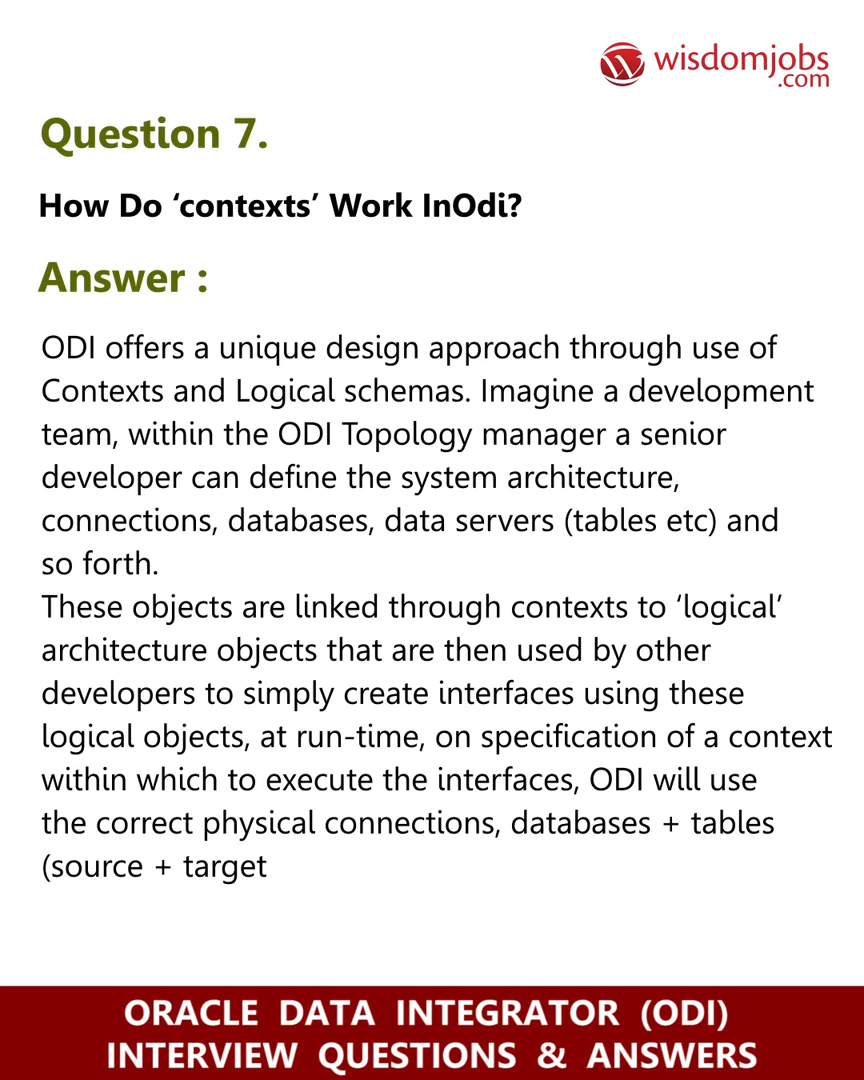 wisdomjobs
.com
Question 7.
How Do ‘contexts’ Work InOdi?
Answer :
ODI offers a unique design approach through use of
Contexts and Logical schemas. Imagine a development
team, within the ODI Topology manager a senior
developer can define the system architecture,
connections, databases, data servers (tables etc) and
so forth.
These objects are linked through contexts to ‘logical’
architecture objects that are then used by other
developers to simply create interfaces using these
logical objects, at run-time, on specification of a context
within which to execute the interfaces, ODI will use
the correct physical connections, databases + tables
(source + target
ORACLE DATA INTEGRATOR (ODI)
INTERVIEW QUESTIONS & ANSWERS